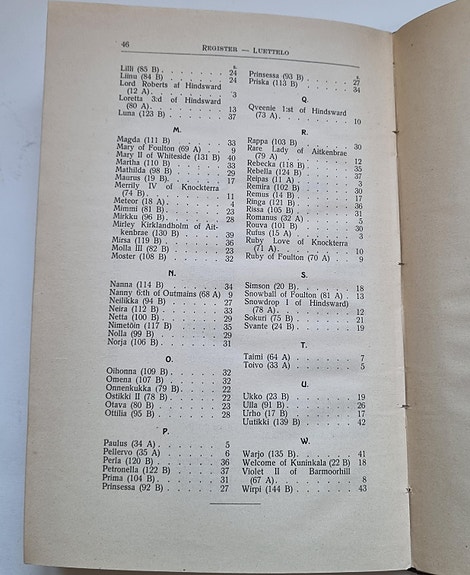 46
REGISTER — LUETTELO
s.
Lilli (85 B) . . . . . . . 24
Liinu (84 B) . . . . . . . 24
Lord Roberts af Hindsward
(12 A) . . . . . . . . 3
Loretta 3:d of Hindsward
(80 A) . . . . . . . . 13
Luna (123 B) . . . . . . . 37
M.
Magda (111 B) . . . . . . 33
Mary of Foulton (69 A) . . . 9
Mary II of Whiteside (131 B) 40
Martha (110 B) . . . . . . 33
Mathilda (98 B) . . . . . . 29
Maurus (19 B) . . . . . . . 17
Merrily IV of Knockterra
(74 B) . . . . . . . . 11
Meteor (18 A) . . . . . . . 4
Mimmi (81 B) . . . . . . . 23
Mirkku (96 B) . . . . . . . 28
Mirley Kirklandholm of Ait-
kenbrae (130 B) . . . . . 39
Mirsa (119 B) . . . . . . . 36
Molla III (82 B) . . . . . . 23
Moster (108 B) . . . . . . 32
N.
Nanna (114 B) . . . . . . 34
Nanny 6:th of Outmains (68 A) 9
Neilikka (94 B) . . . . . . 27
Neira (112 B) . . . . . . . 33
Netta (100 B) . . . . . . . 29
Nimetöin (117 B) . . . . . . 35
Nolla (99 B) . . . . . . . 29
Norja (106 B) . . . . . . . 31
O.
Oihonna (109 B) . . . . . . 32
Omena (107 B) . . . . . . 32
Onnenkukka (79 B) . . . . . 22
Ostikki II (78 B) . . . . . . 22
Otava (80 B) . . . . . . . 23
Ottilia (95 B) . . . . . . . 28
P.
Paulus (34 A) . . . . . . . 5
Pellervo (35 A) . . . . . . 6
Perla (120 B) . . . . . . . 36
Petronella (122 B) . . . . . 37
Prima (104 B) . . . . . . . 31
Prinsessa (92 B) . . . . . . 27
s.
Prinsessa (93 B) . . . . . . 27
Priska (113 B) . . . . . . . 34
Q.
Qveenie 1:st of Hindsward
(73 A) . . . . . . . . 10
R.
Rappa (103 B) . . . . . . . 30
Rare Lady of Aitkenbrae
(79 A) . . . . . . . . 12
Rebecka (118 B) . . . . . . 35
Rebella (124 B) . . . . . . 37
Reipas (11 A) . . . . . . . 3
Remira (102 B) . . . . . . 30
Remus (14 B) . . . . . . . 17
Ringa (121 B) . . . . . . . 36
Rissa (105 B) . . . . . . . 31
Romanus (32 A) . . . . . . 5
Rouva (101 B) . . . . . . . 30
Rufus (15 A) . . . . . . . 3
Ruby Love of Knockterra
(71 A) . . . . . . . . 10
Ruby of Foulton (70 A) . . . 9
S.
Simson (20 B) . . . . . . . 18
Snowball of Foulton (81 A) . 13
Snowdrop I of Hindsward)
(78 A) . . . . . . . . 12
Sokuri (75 B) . . . . . . . 21
Svante (24 B) . . . . . . . 19
T.
Taimi (64 A) . . . . . . . 7
Toivo (33 A) . . . . . . . 5
U.
Ukko (23 B) . . . . . . . 19
Ulla (91 B) . . . . . . . . 26
Urho (17 B) . . . . . . . 17
Uutikki (139 B) . . . . . . 42
W.
Warjo (135 B) . . . . . . . 41
Welcome of Kuninkala (22 B) 18
Violet II of Barmoorhill
(67 A) . . . . . . . . 8
Wirpi (144 B) . . . . . . . 43